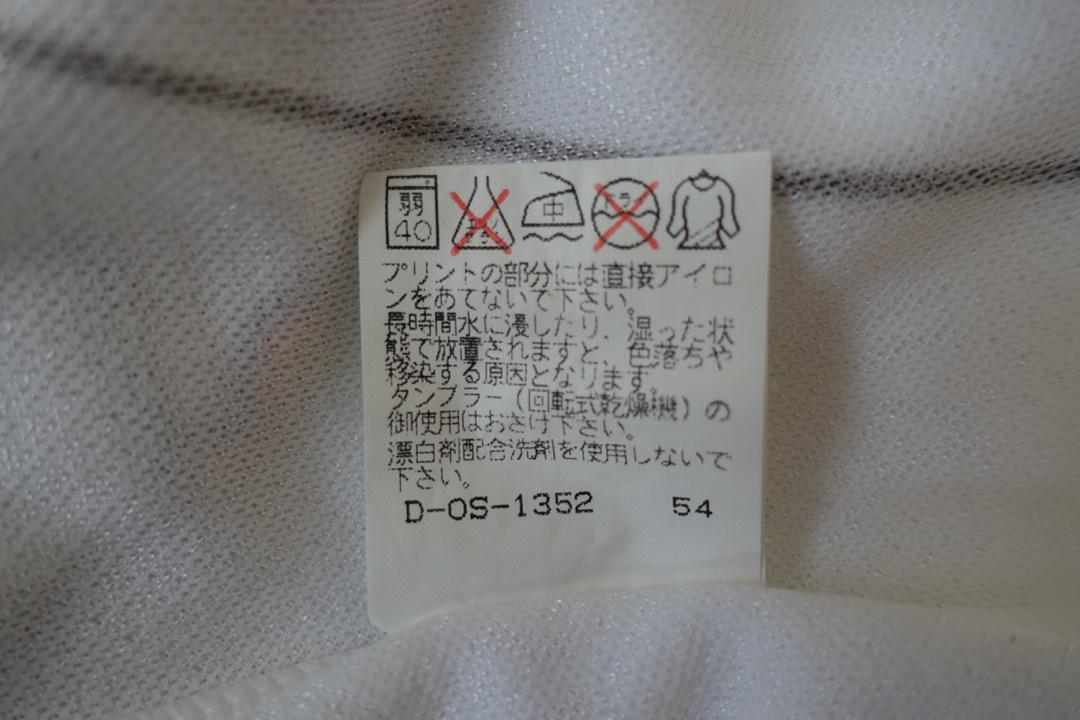 弱
40
中
ドライ
プリントの部分には直接アイロ
ンをあてないで下さい。
長時間水に浸したり、湿った状
態で放置されますと、色落ちや
移染する原因となります。
タンブラー(回転式乾燥機)の
御使用はおさけ下さい。
漂白剤配合洗剤を使用しないで
下さい。
D-OS-1352 54